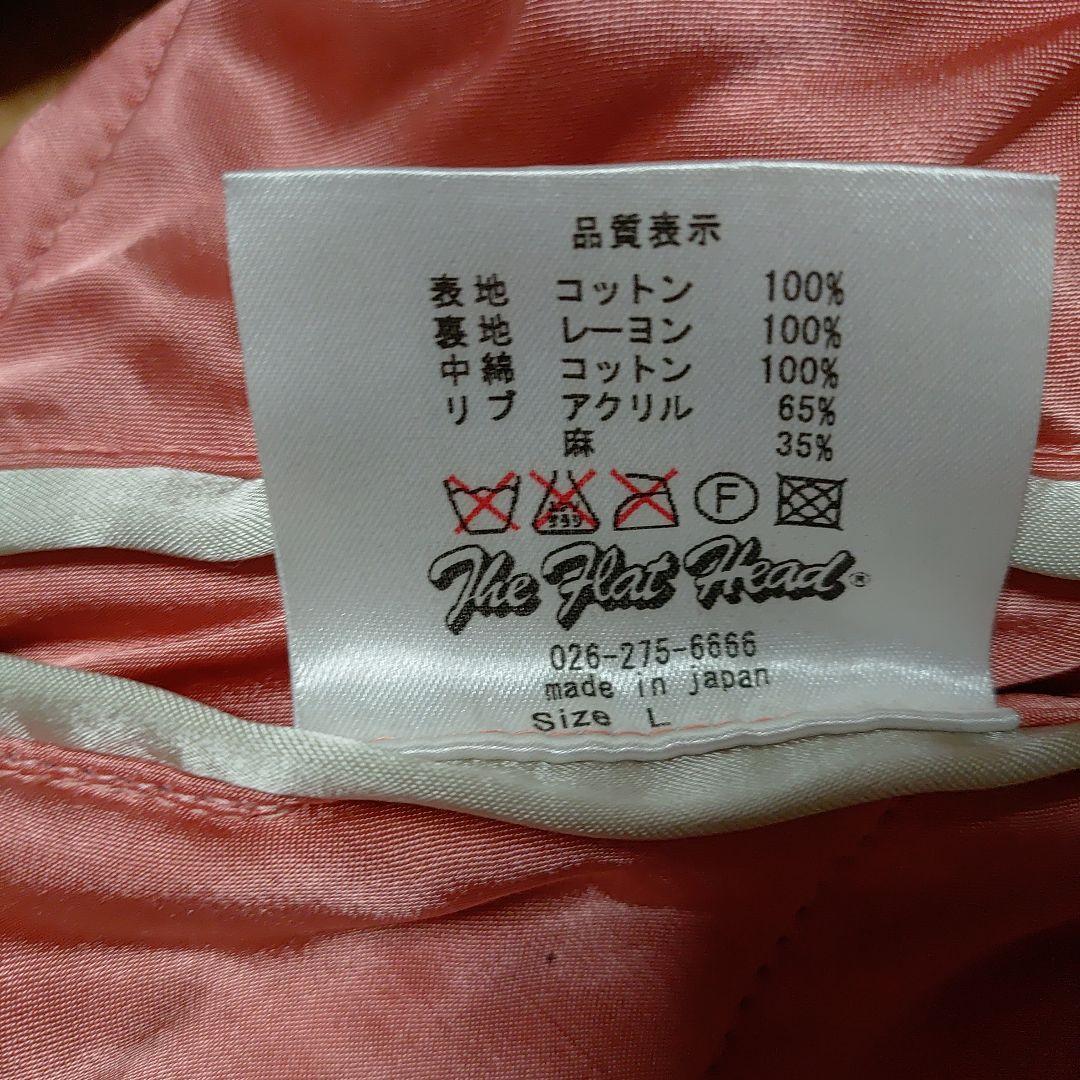 品質表示
表地 コットン 100%
裏地 レーヨン 100%
中綿 コットン 100%
リブ アクリル 65%
麻 35%
F
The Flat Head®
026-275-6666
made in japan
Size L